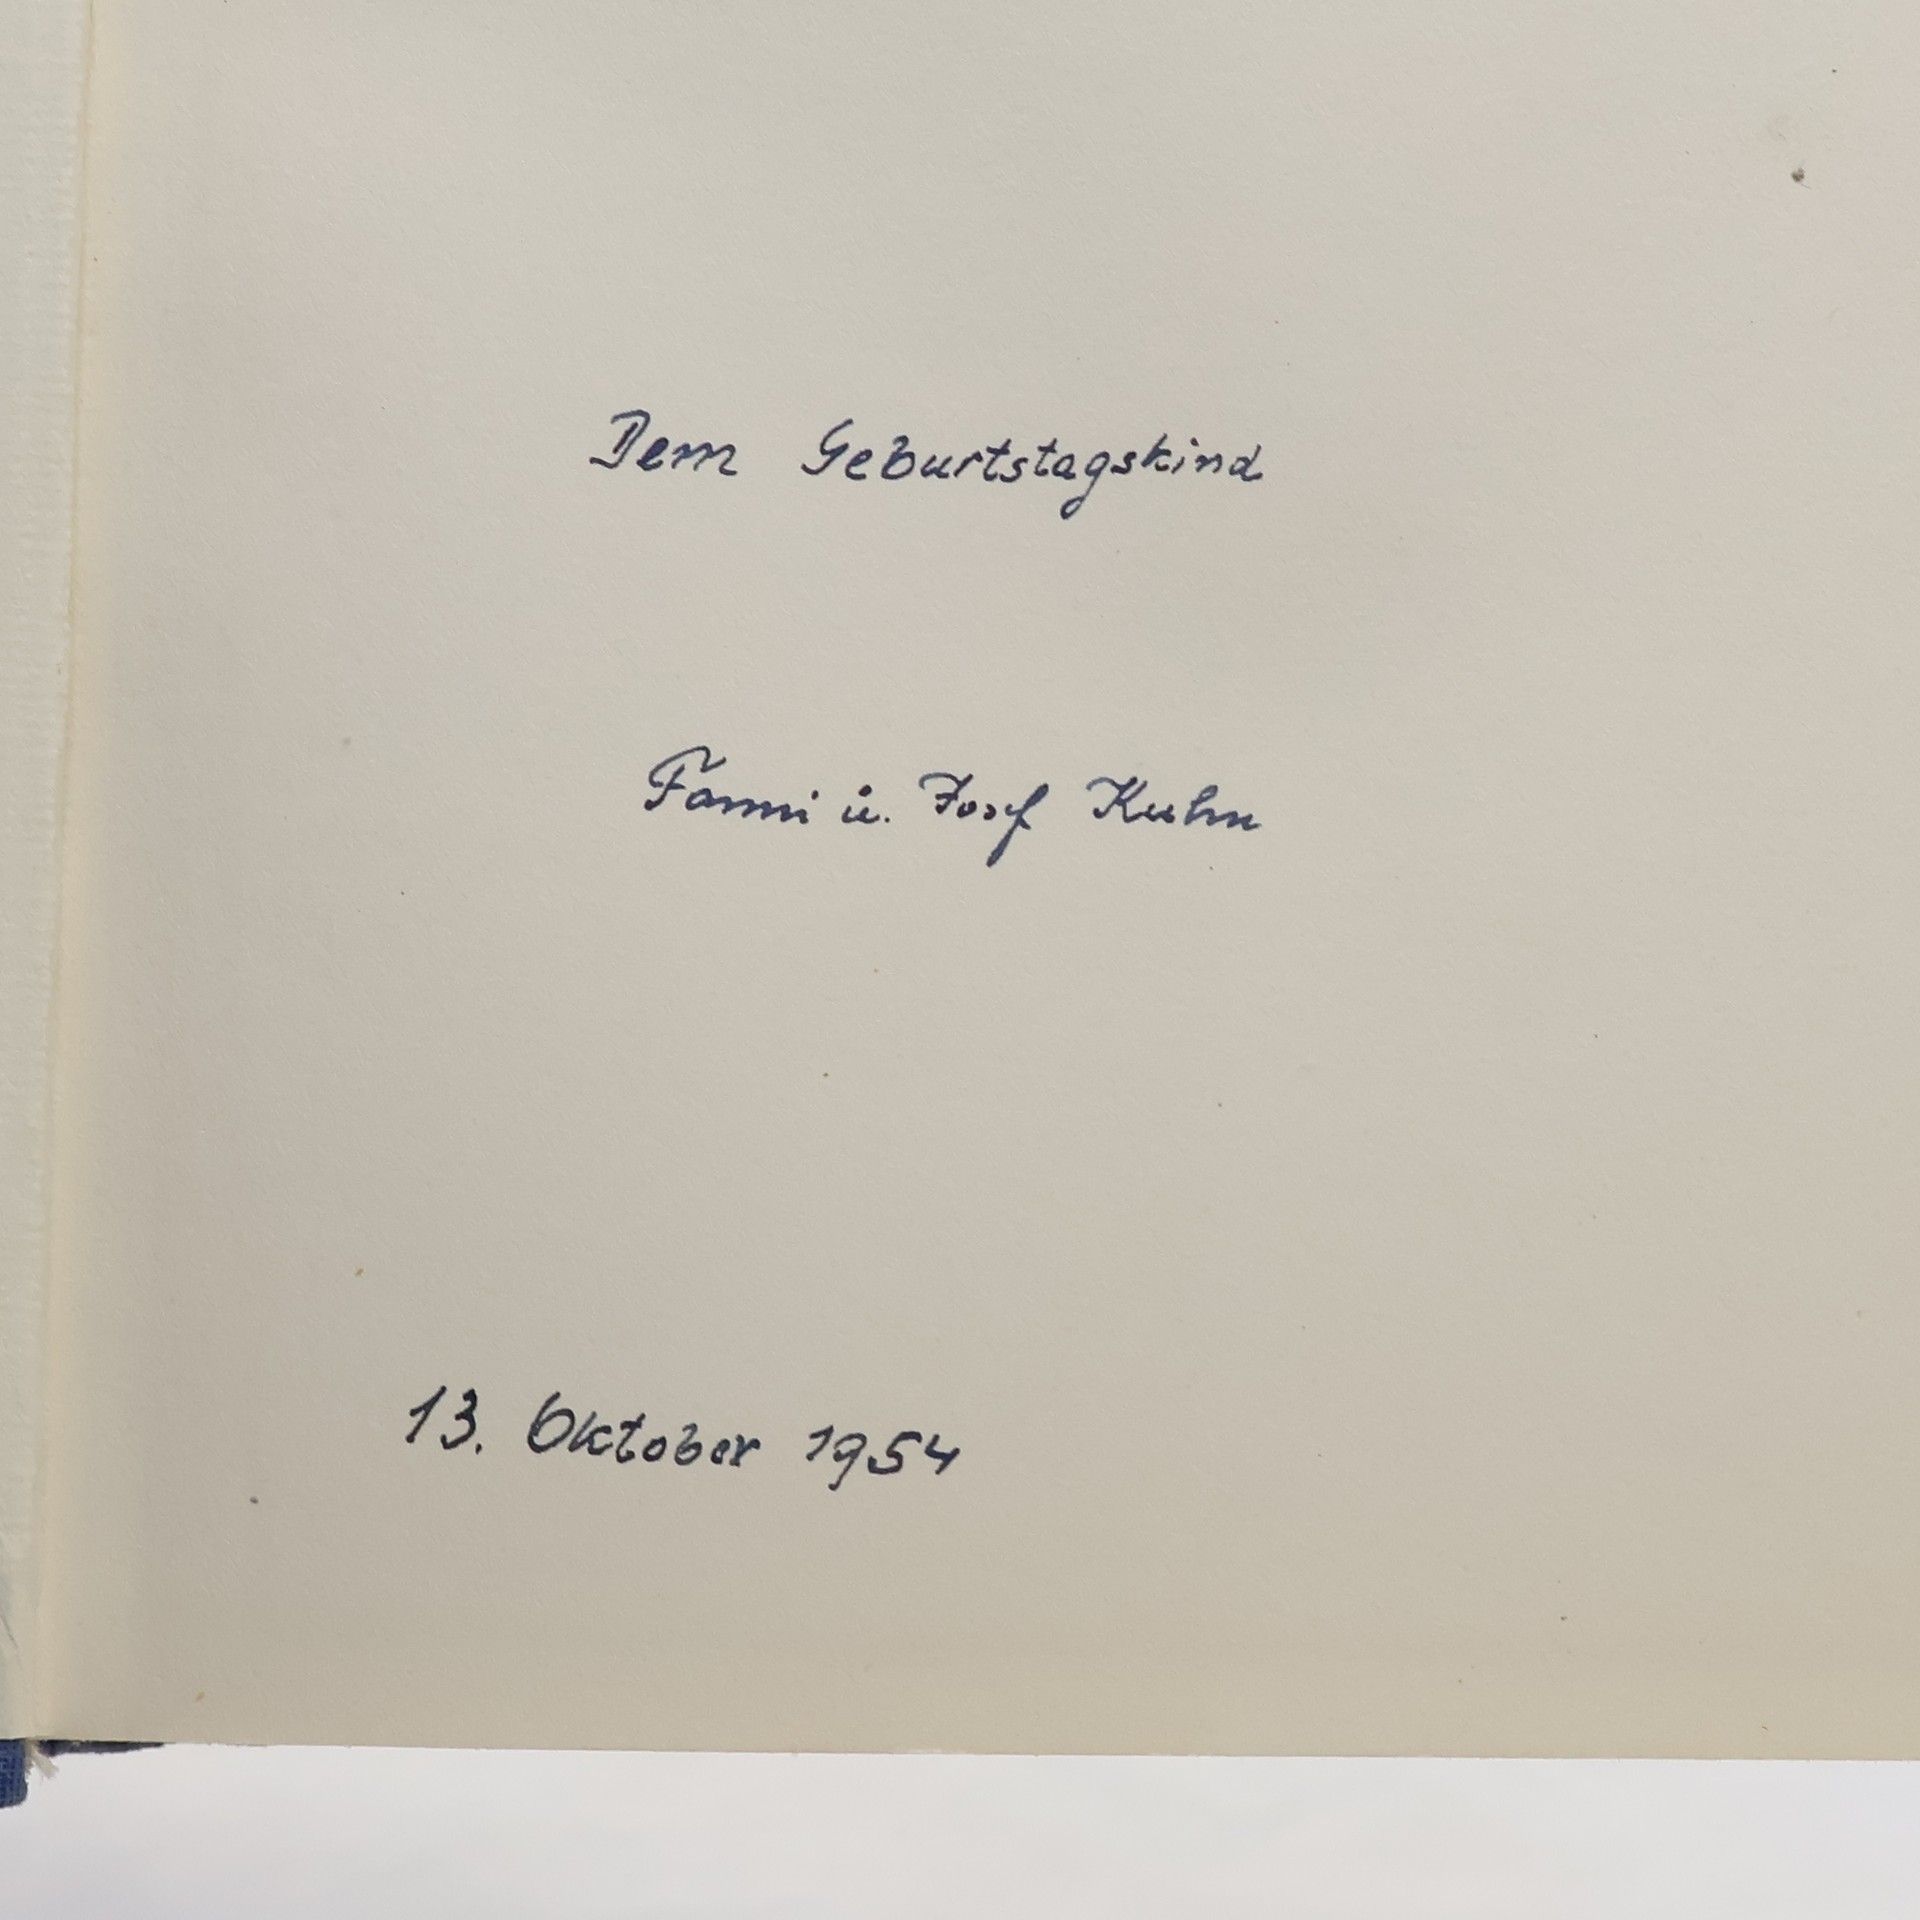 Dem Geburtstagskind
Fanni u. Josef Kuhn
13. Oktober 1954